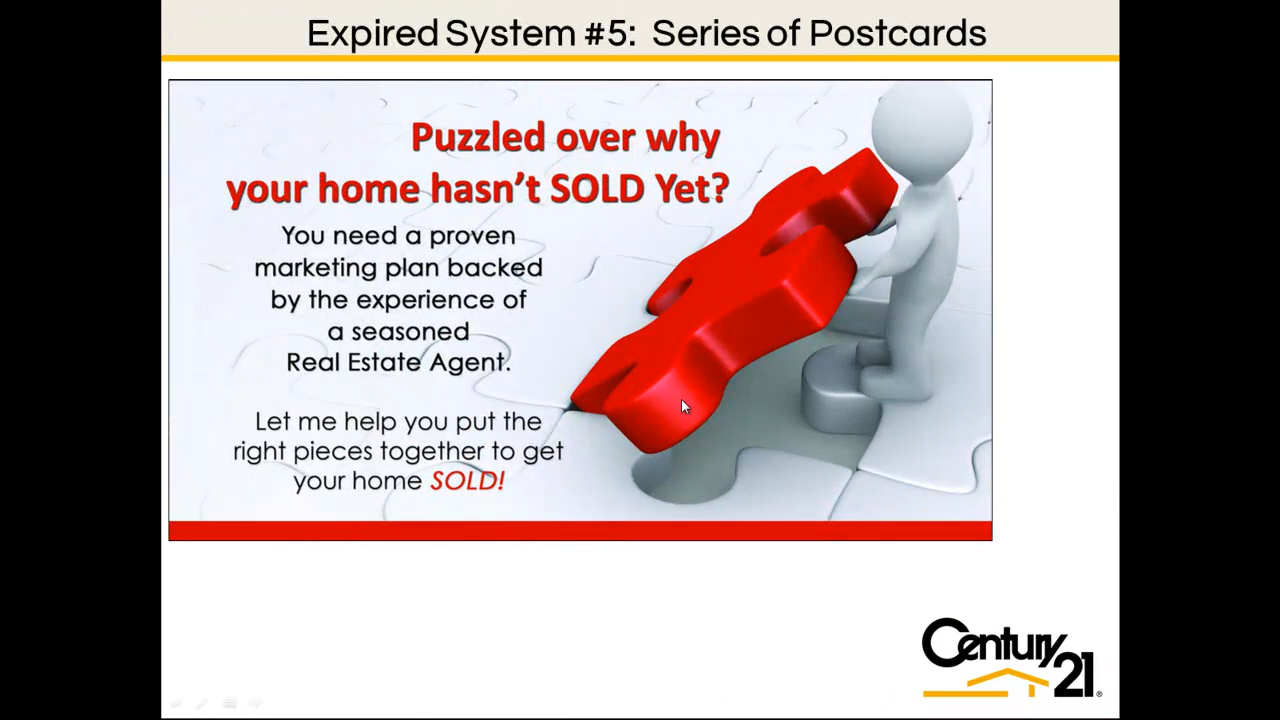 Expired System #5: Series of Postcards
Puzzled over why
your home hasn't SOLD Yet?
You need a proven
marketing plan backed
by the experience of
a seasoned
Real Estate Agent.
Let me help you put the
right pieces together to get
your home SOLD!
Century
21®